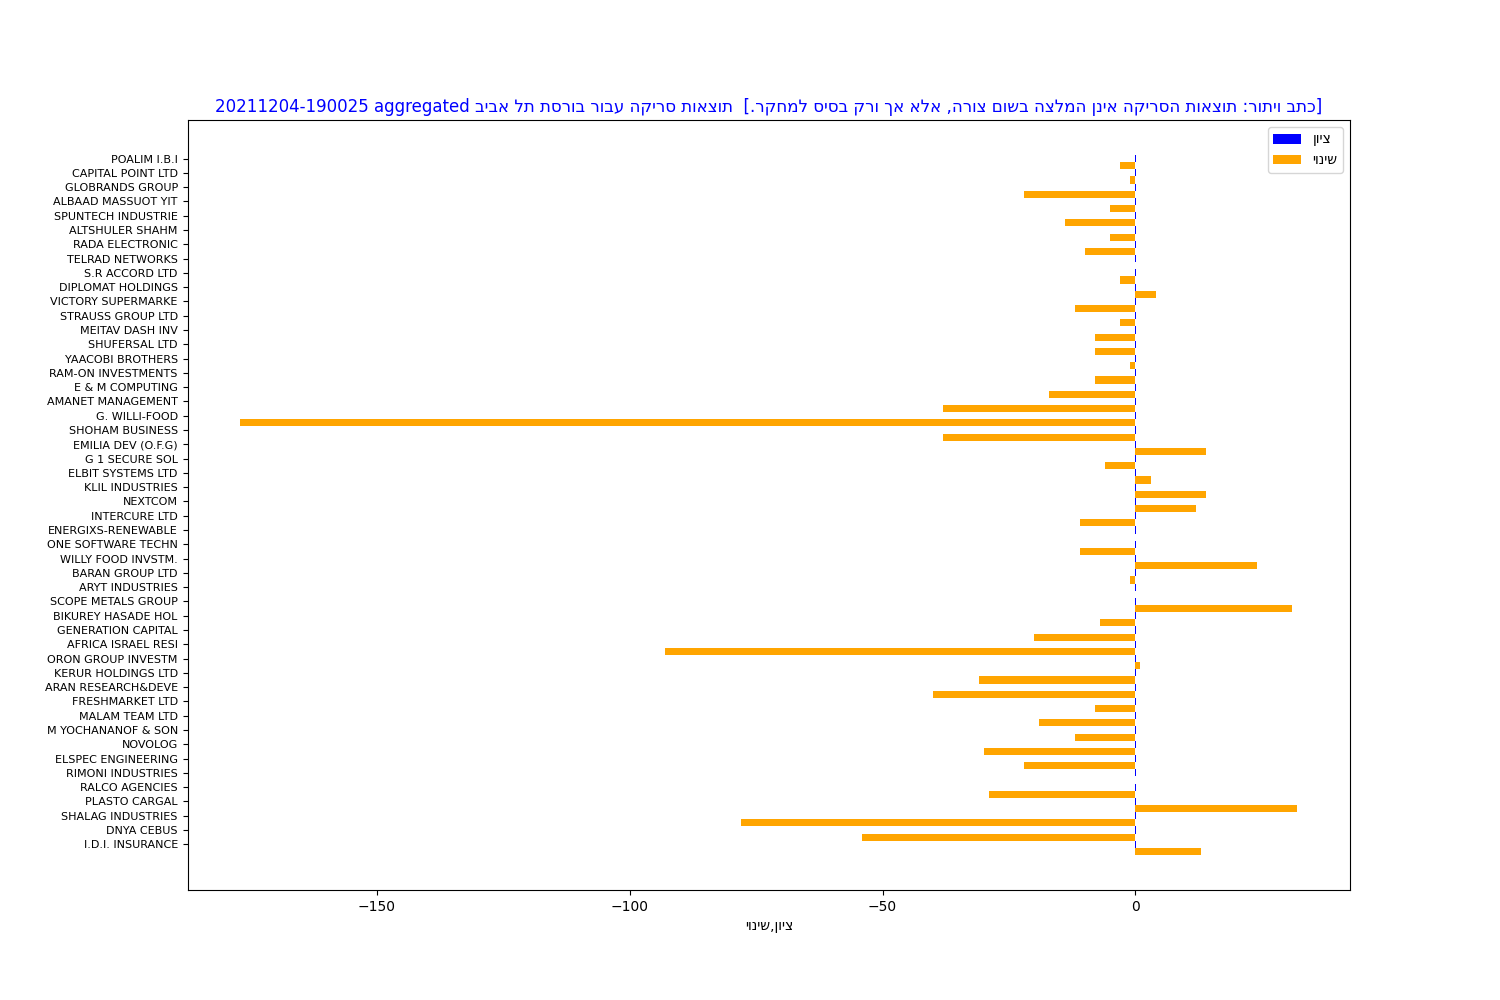 [כתב ויתור: תוצאות הסריקה אינן המלצה בשום צורה, אלא אך ורק בסיס למחקר.]  תוצאות סריקה עבור בורסת תל אביב 20211204-190025 aggregated
ציון
שינוי
POALIM I.B.I
CAPITAL POINT LTD
GLOBRANDS GROUP
ALBAAD MASSUOT YIT
SPUNTECH INDUSTRIE
ALTSHULER SHAHM
RADA ELECTRONIC
TELRAD NETWORKS
S.R ACCORD LTD
DIPLOMAT HOLDINGS
VICTORY SUPERMARKE
STRAUSS GROUP LTD
MEITAV DASH INV
SHUFERSAL LTD
YAACOBI BROTHERS
RAM-ON INVESTMENTS
E & M COMPUTING
AMANET MANAGEMENT
G. WILLI-FOOD
SHOHAM BUSINESS
EMILIA DEV (O.F.G)
G 1 SECURE SOL
ELBIT SYSTEMS LTD
KLIL INDUSTRIES
NEXTCOM
INTERCURE LTD
ENERGIXS-RENEWABLE
ONE SOFTWARE TECHN
WILLY FOOD INVSTM.
BARAN GROUP LTD
ARYT INDUSTRIES
SCOPE METALS GROUP
BIKUREY HASADE HOL
GENERATION CAPITAL
AFRICA ISRAEL RESI
ORON GROUP INVESTM
KERUR HOLDINGS LTD
ARAN RESEARCH&DEVE
FRESHMARKET LTD
MALAM TEAM LTD
M YOCHANANOF & SON
NOVOLOG
ELSPEC ENGINEERING
RIMONI INDUSTRIES
RALCO AGENCIES
PLASTO CARGAL
SHALAG INDUSTRIES
DNYA CEBUS
I.D.I. INSURANCE
−150 −100 −50 0
ציון,שינוי